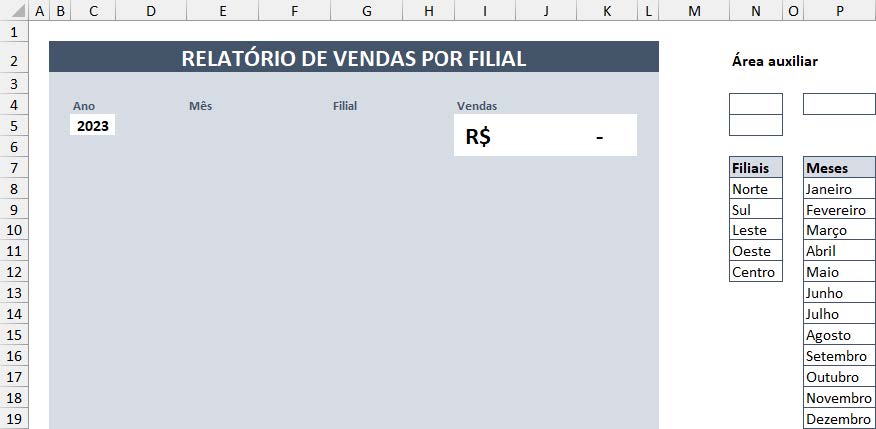 A B C D E F G H I J K L M N O P
1
2 RELATÓRIO DE VENDAS POR FILIAL Área auxiliar
3
4 Ano Mês Filial Vendas
5 2023
6 R$ -
7 Filiais Meses
8 Norte Janeiro
9 Sul Fevereiro
10 Leste Março
11 Oeste Abril
12 Centro Maio
13 Junho
14 Julho
15 Agosto
16 Setembro
17 Outubro
18 Novembro
19 Dezembro